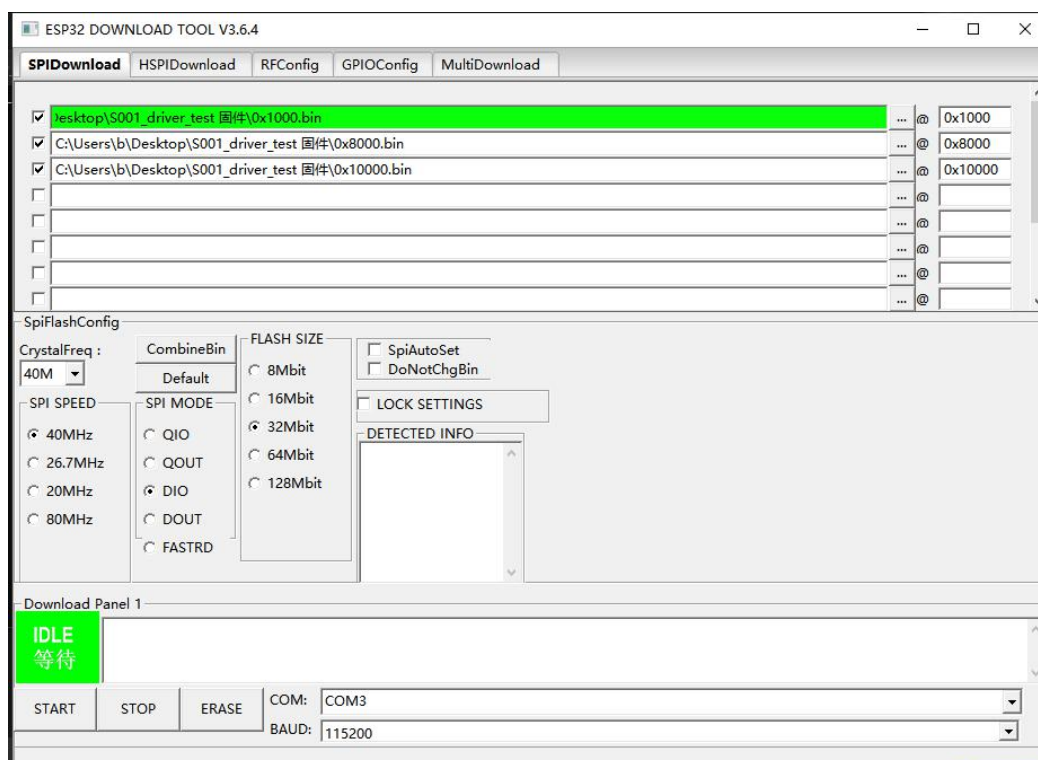 ESP32 DOWNLOAD TOOL V3.6.4
SPIDownload HSPIDownload RFConfig GPIOConfig MultiDownload
Desktop\S001_driver_test 固件\0x1000.bin ... @ 0x1000
C:\Users\b\Desktop\S001_driver_test 固件\0x8000.bin ... @ 0x8000
C:\Users\b\Desktop\S001_driver_test 固件\0x10000.bin ... @ 0x10000
... @
... @
... @
... @
... @
SpiFlashConfig
CrystalFreq :
40M
CombineBin
Default
SPI SPEED
40MHz
26.7MHz
20MHz
80MHz
SPI MODE
QIO
QOUT
DIO
DOUT
FASTRD
FLASH SIZE
8Mbit
16Mbit
32Mbit
64Mbit
128Mbit
SpiAutoSet
DoNotChgBin
LOCK SETTINGS
DETECTED INFO
Download Panel 1
IDLE
等待
START STOP ERASE
COM: COM3
BAUD: 115200